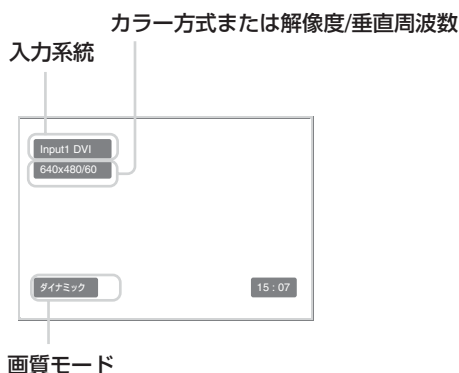 カラー方式または解像度/垂直周波数
入力系統
Input1 DVI
640x480/60
ダイナミック
15 : 07
画質モード